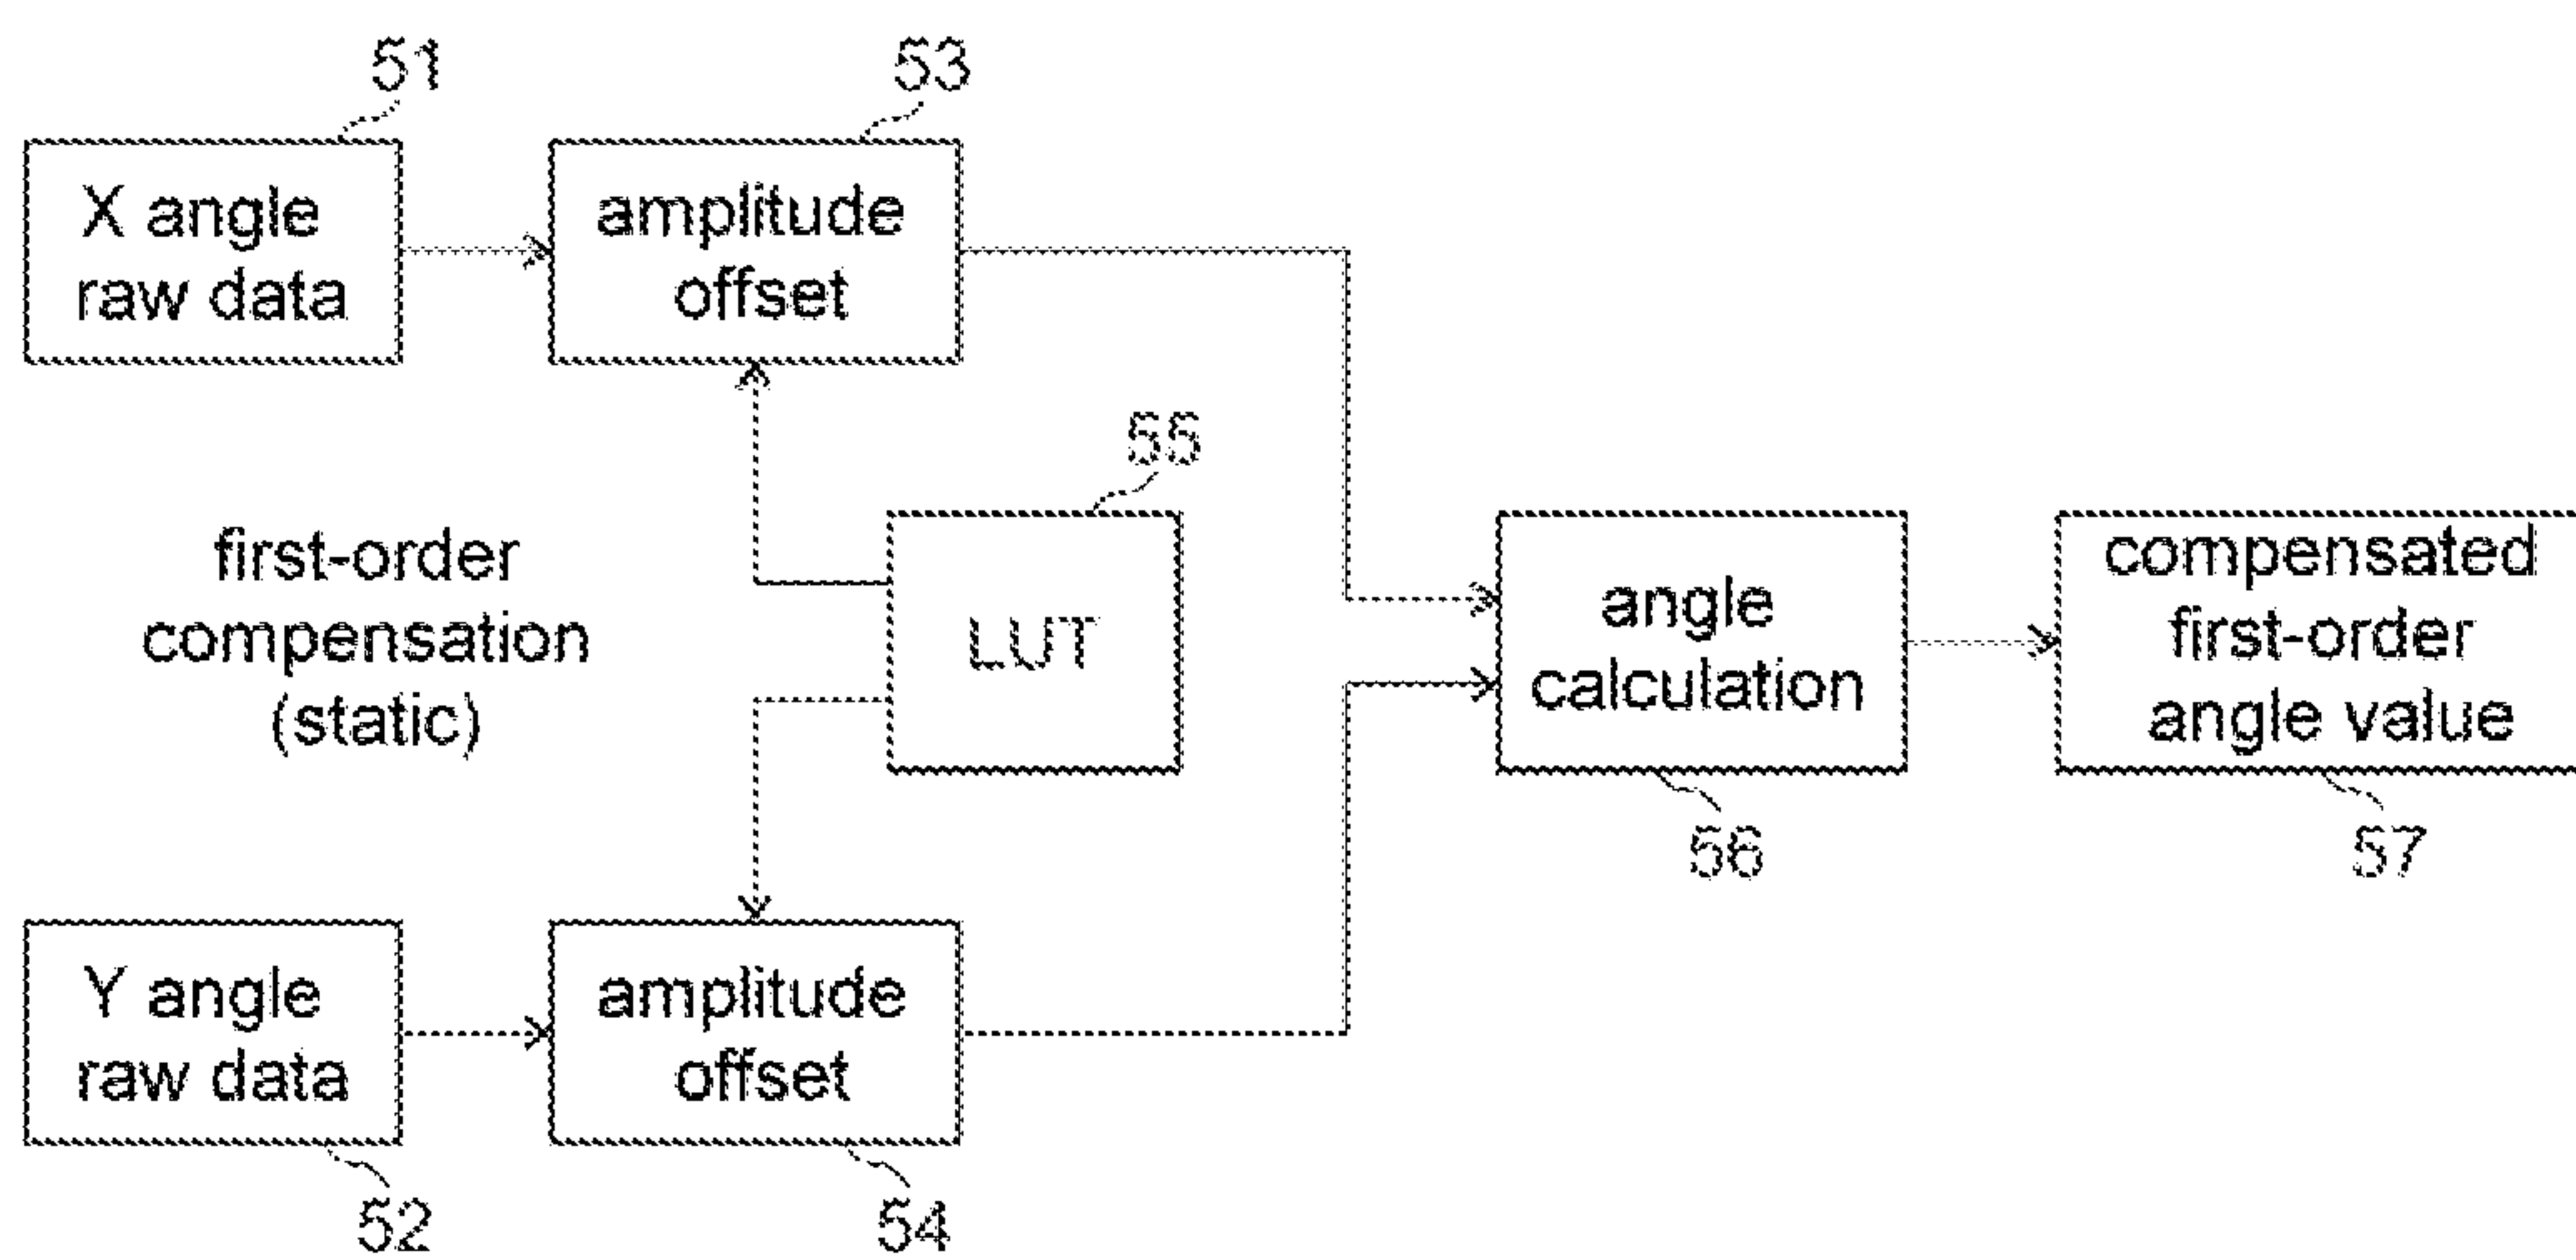 51
53
X angle
raw data
amplitude
offset
55
first-order
compensation
(static)
LUT
angle
calculation
compensated
first-order
angle value
56
57
Y angle
raw data
amplitude
offset
52
54